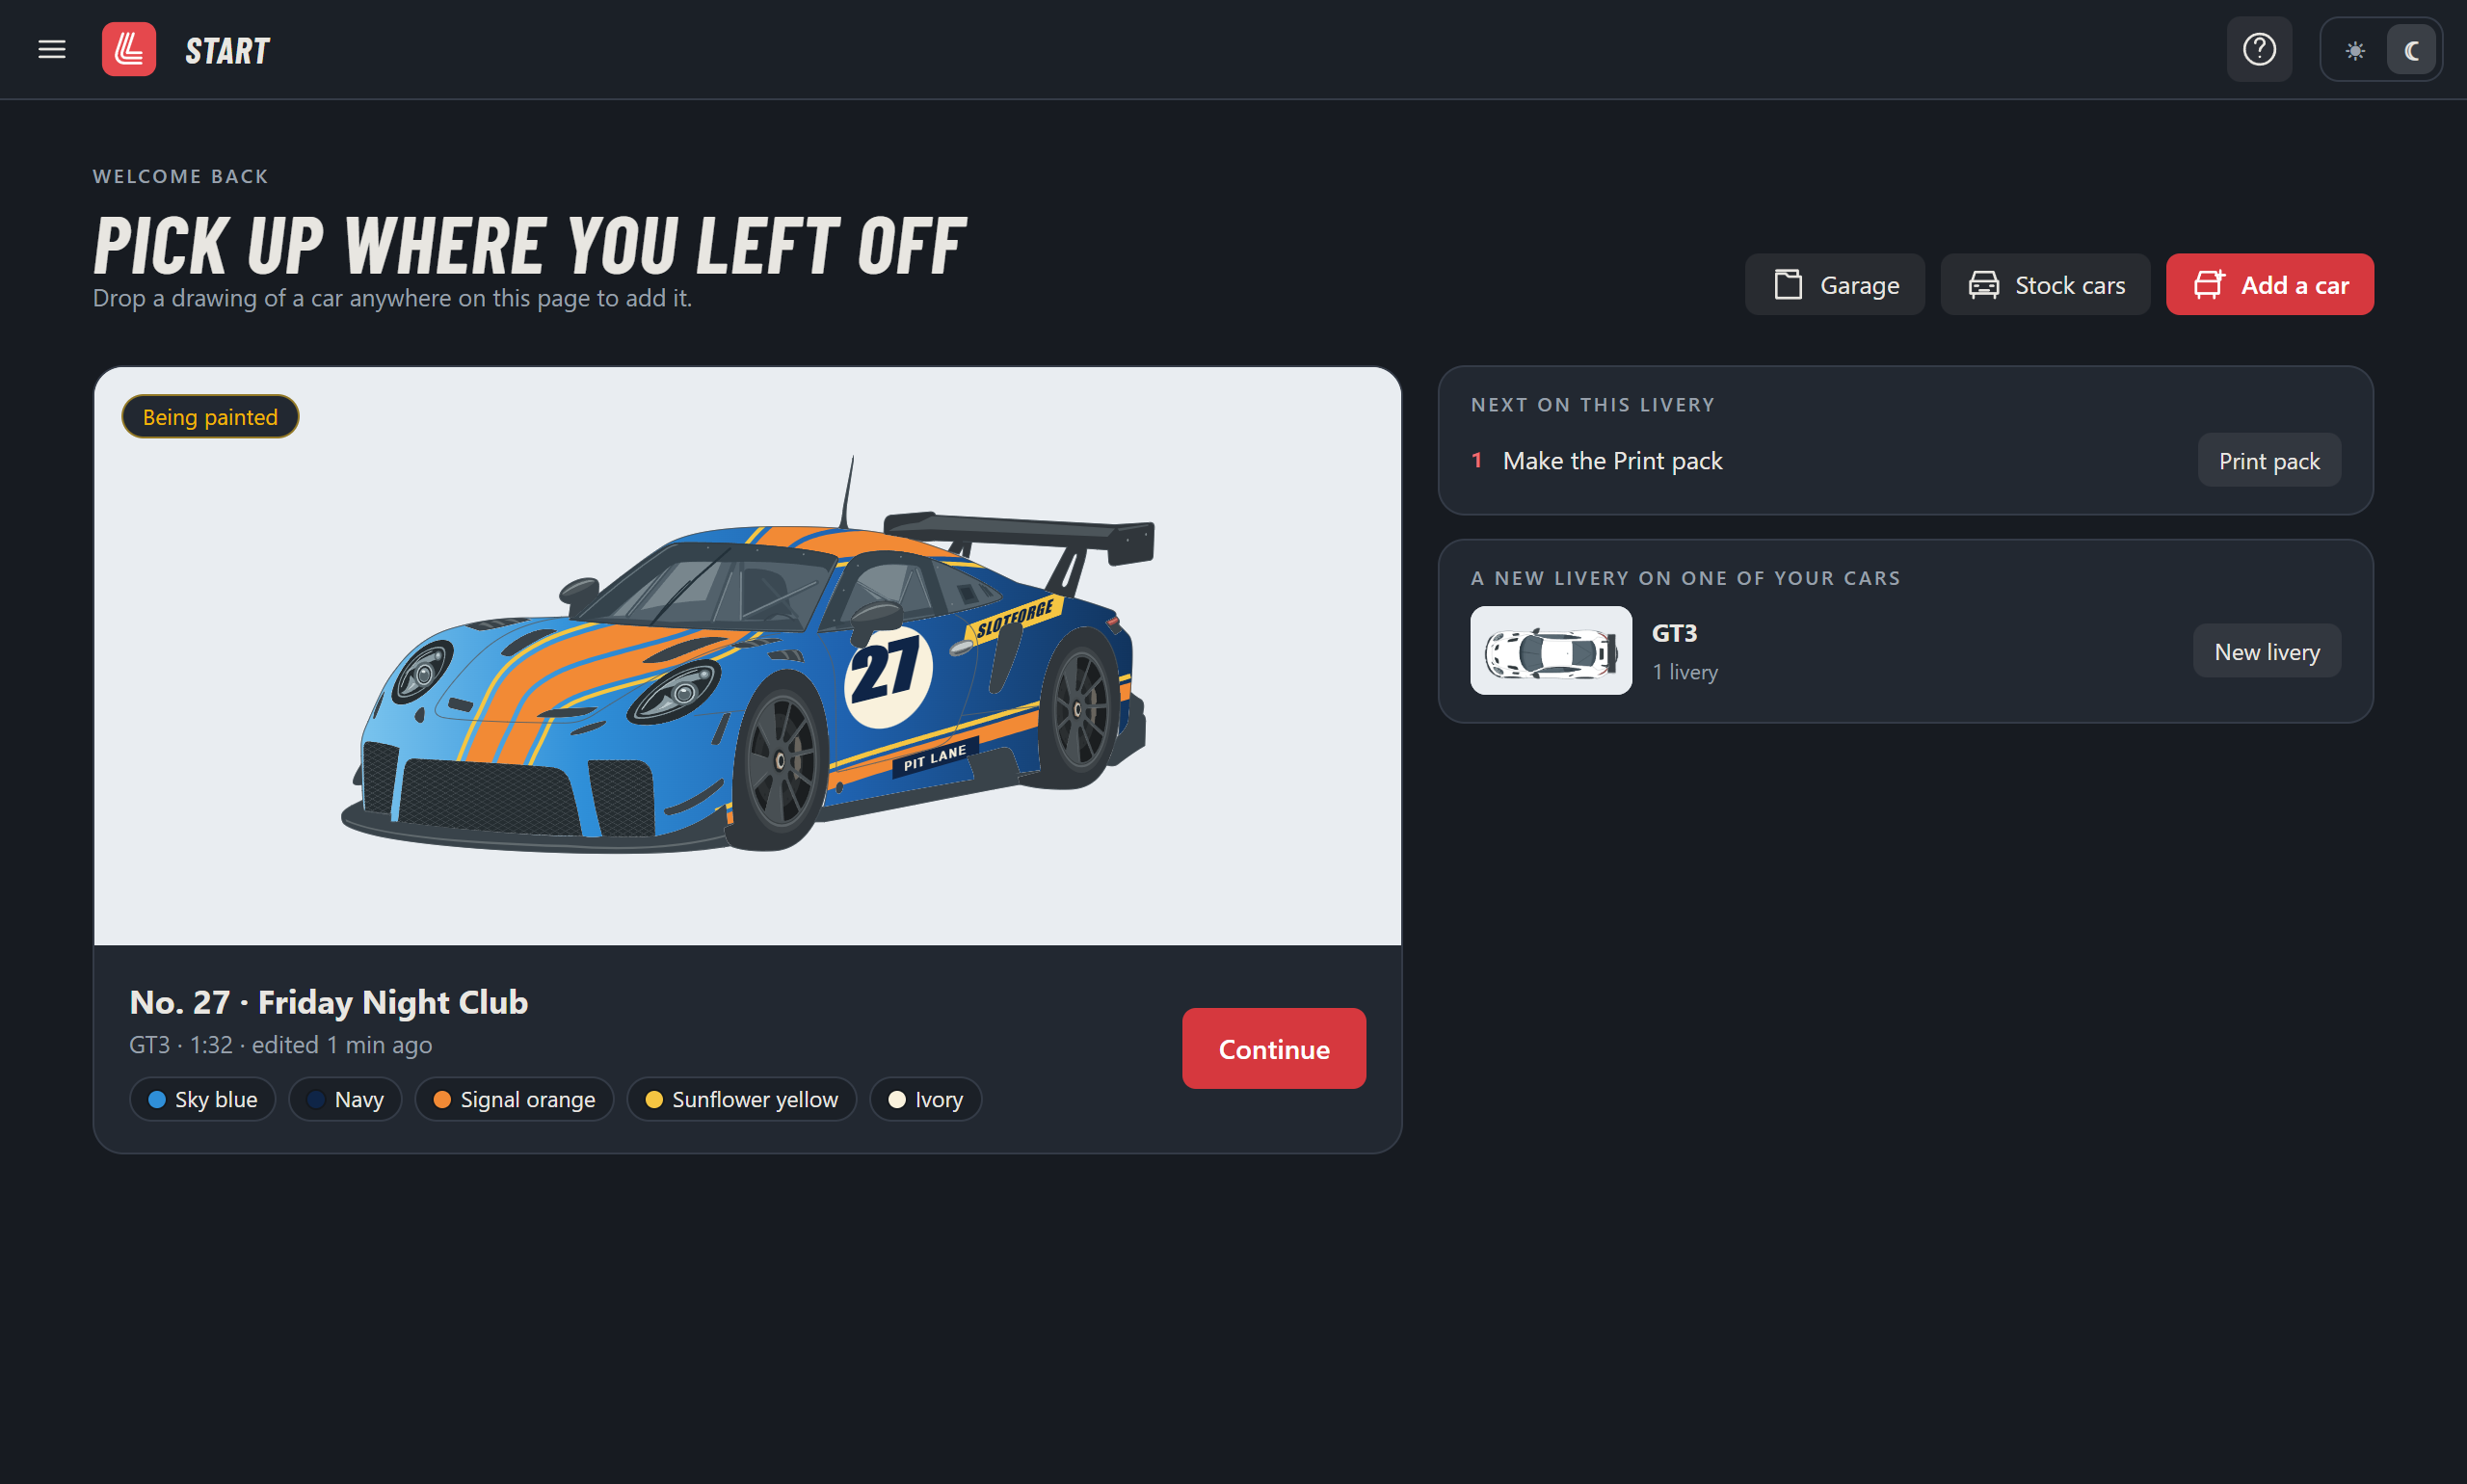 START
WELCOME BACK
PICK UP WHERE YOU LEFT OFF
Drop a drawing of a car anywhere on this page to add it.
Garage
Stock cars
Add a car
Being painted
SLOTFORGE
27
PIT LANE
No. 27 · Friday Night Club
GT3 · 1:32 · edited 1 min ago
Sky blue
Navy
Signal orange
Sunflower yellow
Ivory
Continue
NEXT ON THIS LIVERY
1 Make the Print pack
Print pack
A NEW LIVERY ON ONE OF YOUR CARS
GT3
1 livery
New livery